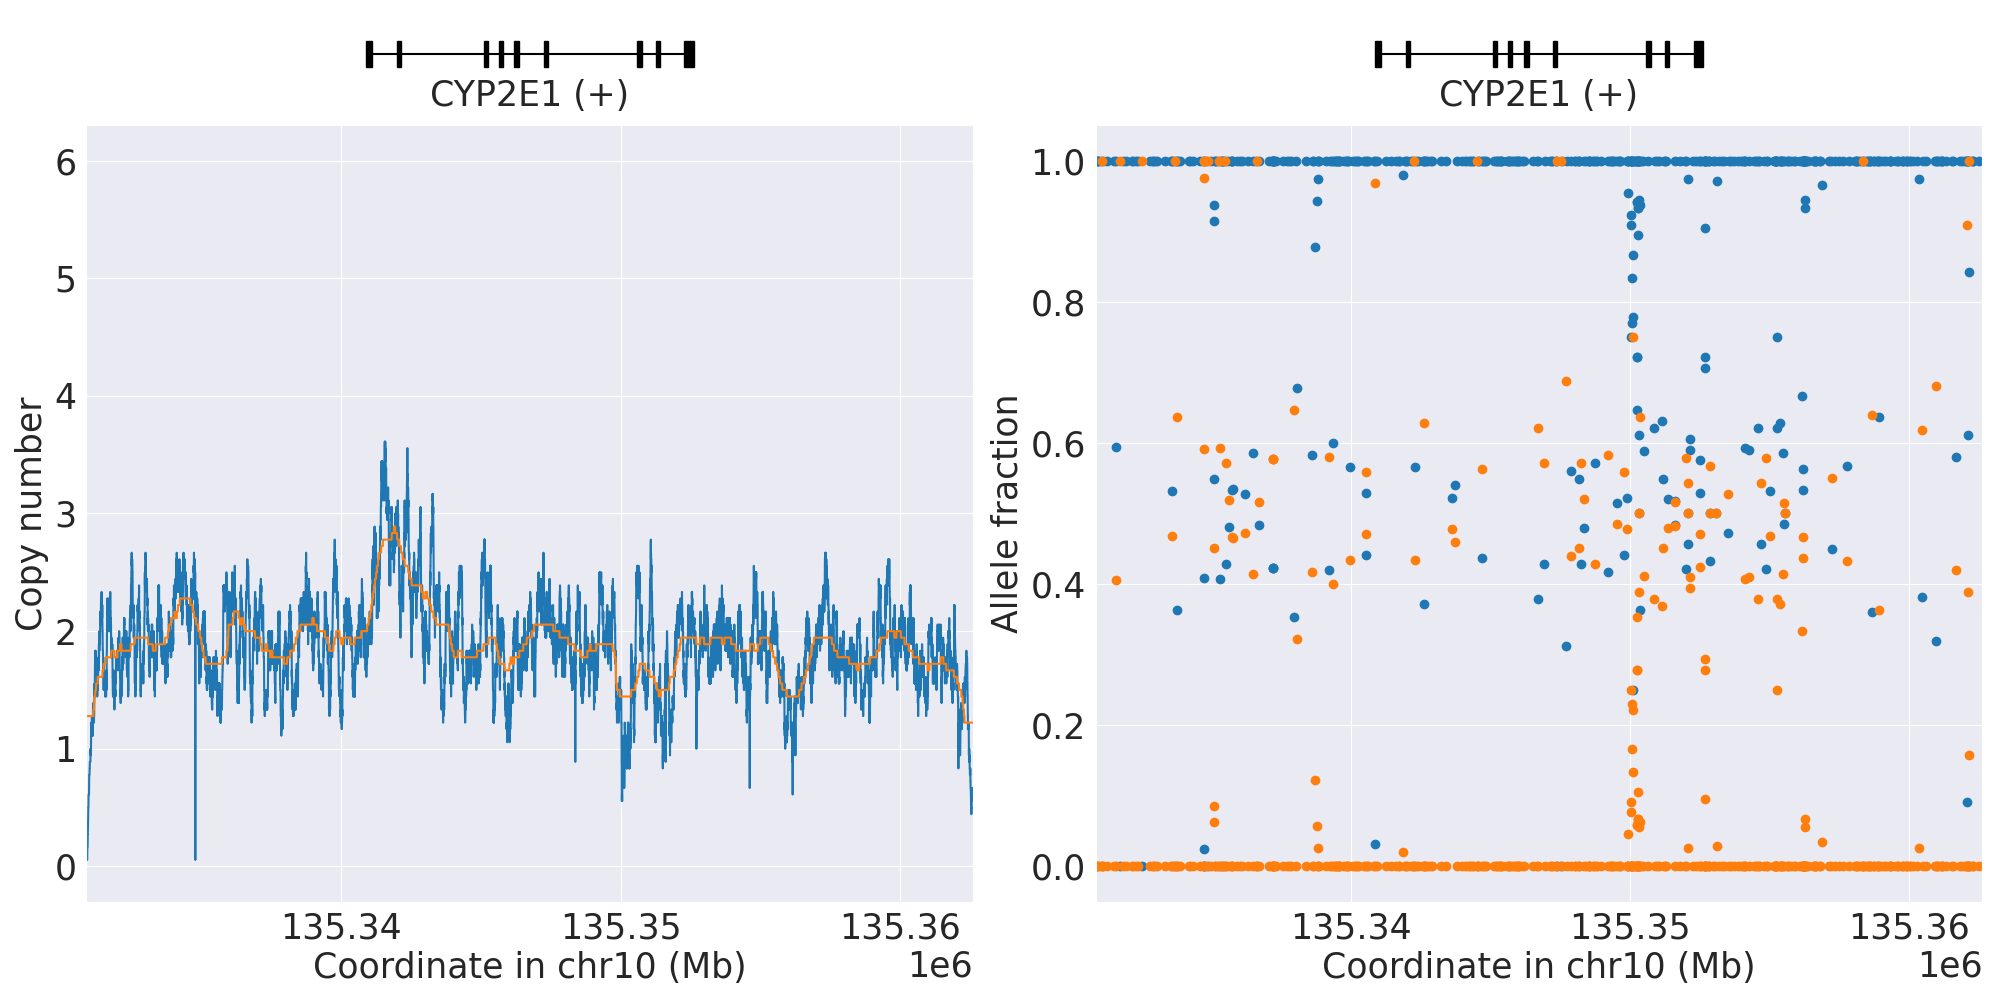 CYP2E1 (+)
CYP2E1 (+)
6
5
4
3
2
1
0
Copy number
135.34
135.35
135.36
Coordinate in chr10 (Mb)
1e6
1.0
0.8
0.6
0.4
0.2
0.0
Allele fraction
135.34
135.35
135.36
Coordinate in chr10 (Mb)
1e6